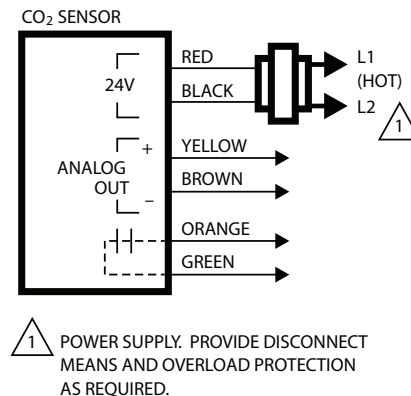 CO₂ SENSOR
RED
24V
BLACK
L1
(HOT)
L2
1
+
YELLOW
ANALOG
OUT
BROWN
–
ORANGE
GREEN
1 POWER SUPPLY. PROVIDE DISCONNECT
MEANS AND OVERLOAD PROTECTION
AS REQUIRED.